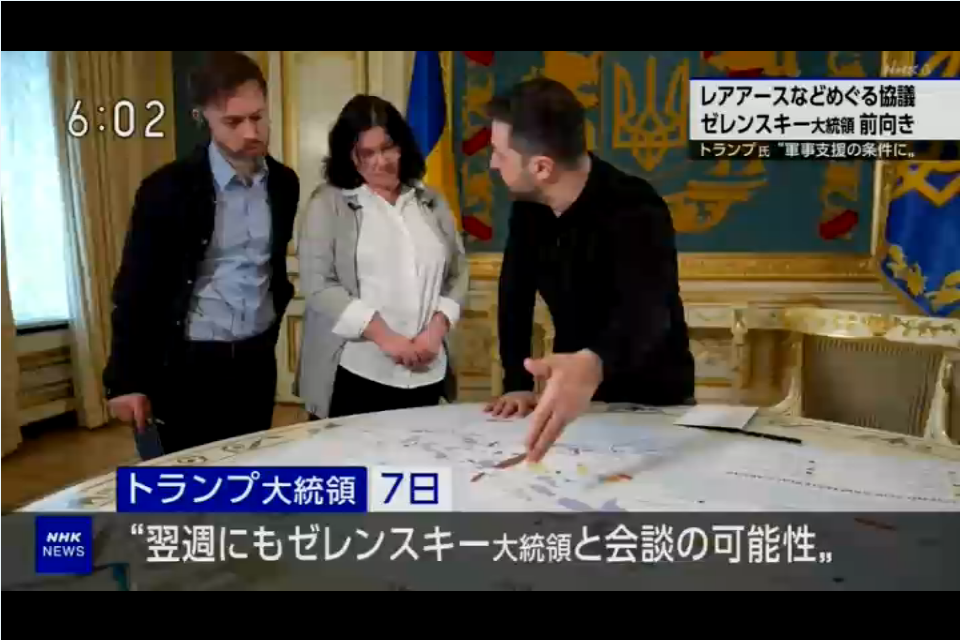 6:02
NHK G
レアアースなどめぐる協議
ゼレンスキー大統領 前向き
トランプ氏 “軍事支援の条件に„
トランプ大統領 7日
NHK NEWS
“翌週にもゼレンスキー大統領と会談の可能性„